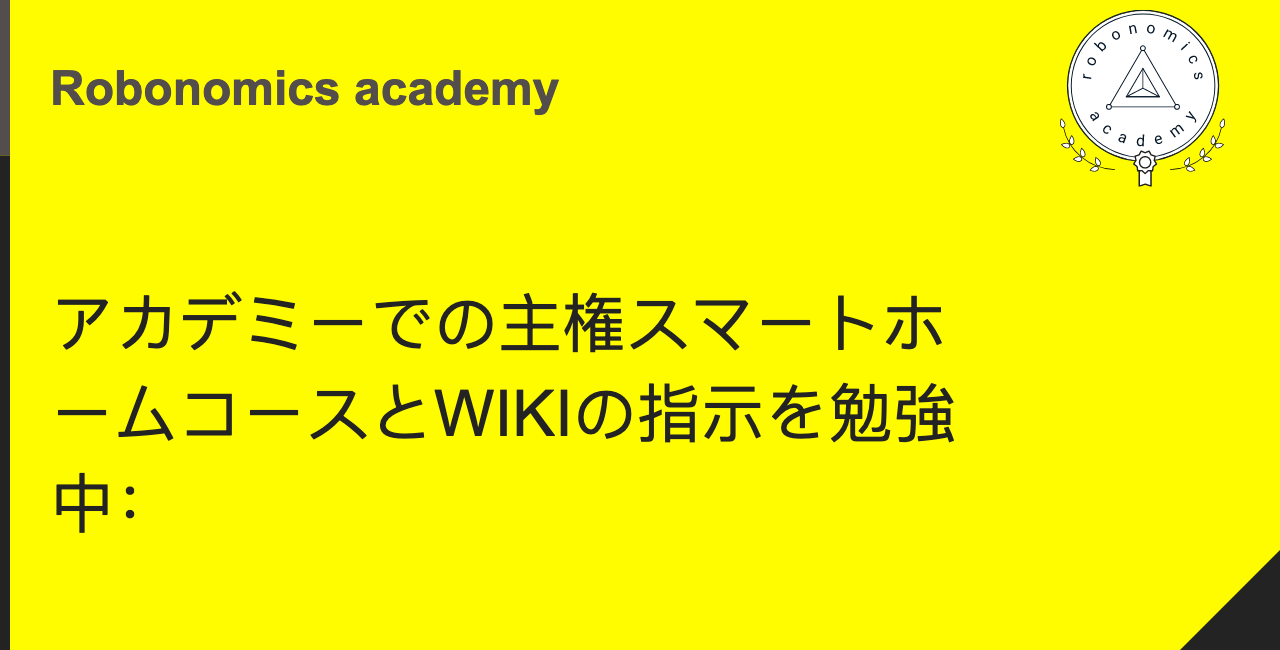 Robonomics academy
robonomics
academy
アカデミーでの主権スマートホ
ームコースとWIKIの指示を勉強
中：